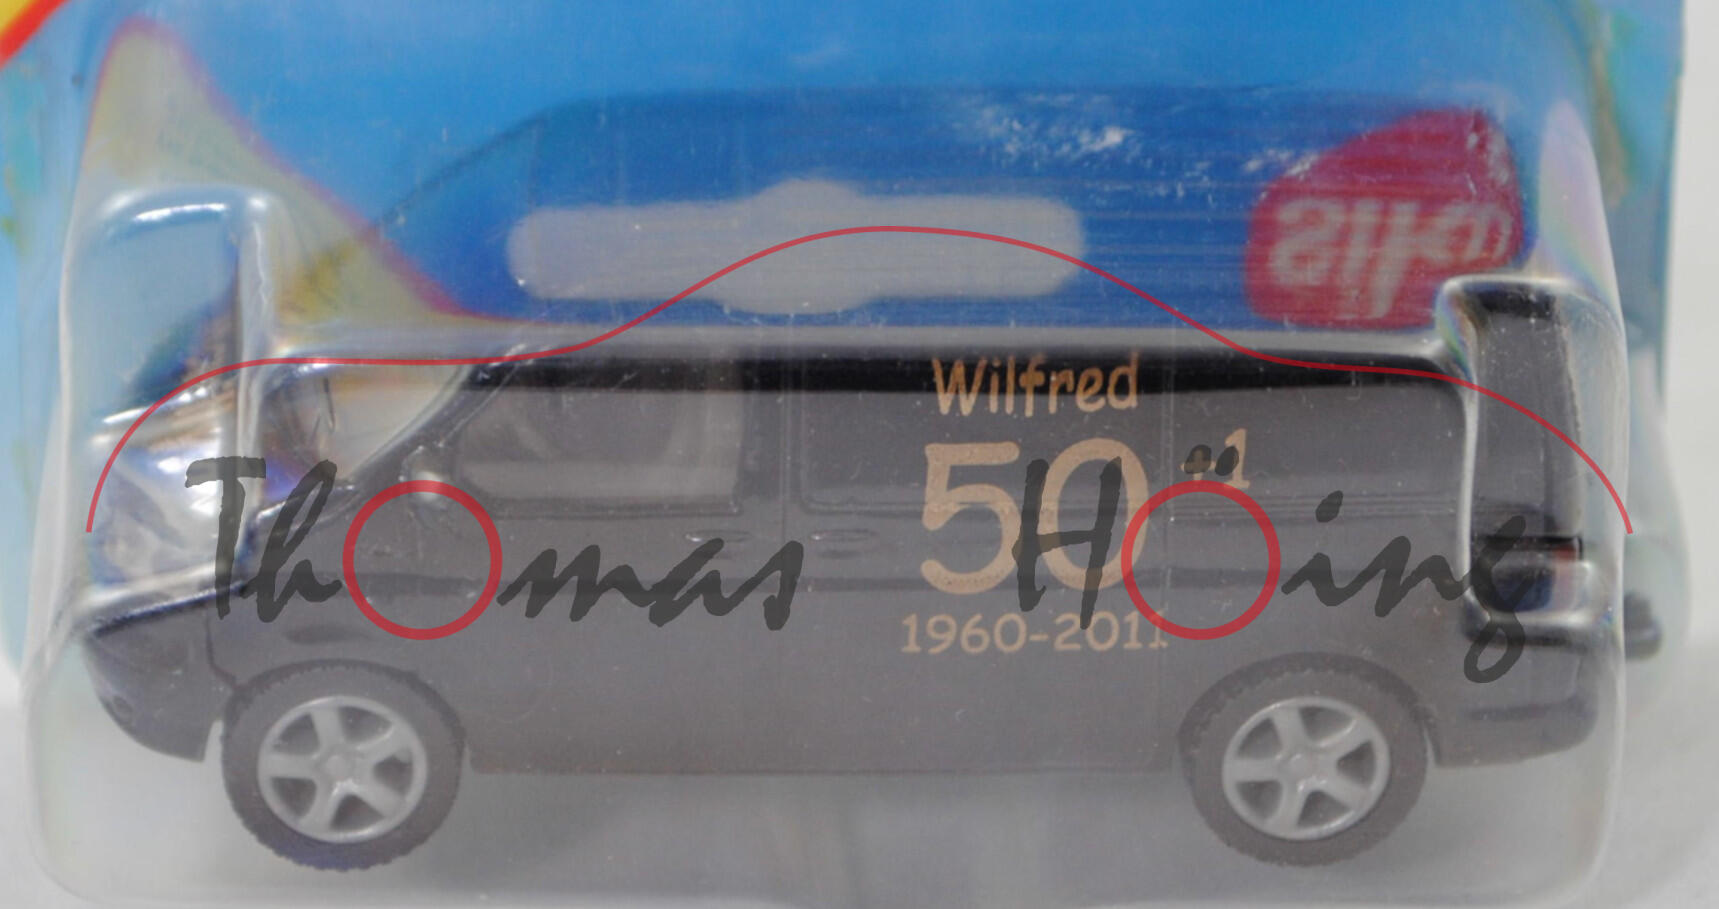 siku
Wilfred
50+1
1960-2011
Thomas Höing